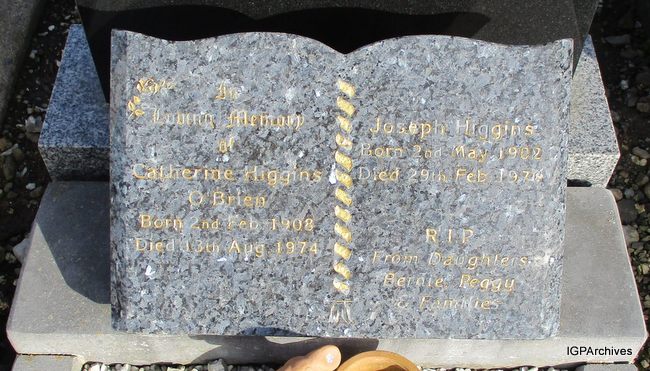 In
Loving Memory
of
Catherine Higgins
O'Brien
Born 2nd Feb. 1908
Died 13th Aug. 1974
Joseph Higgins
Born 2nd May. 1902
Died 29th Feb. 1976
R.I.P.
From Daughters
Bernie, Peggy
& Families
IGPArchives